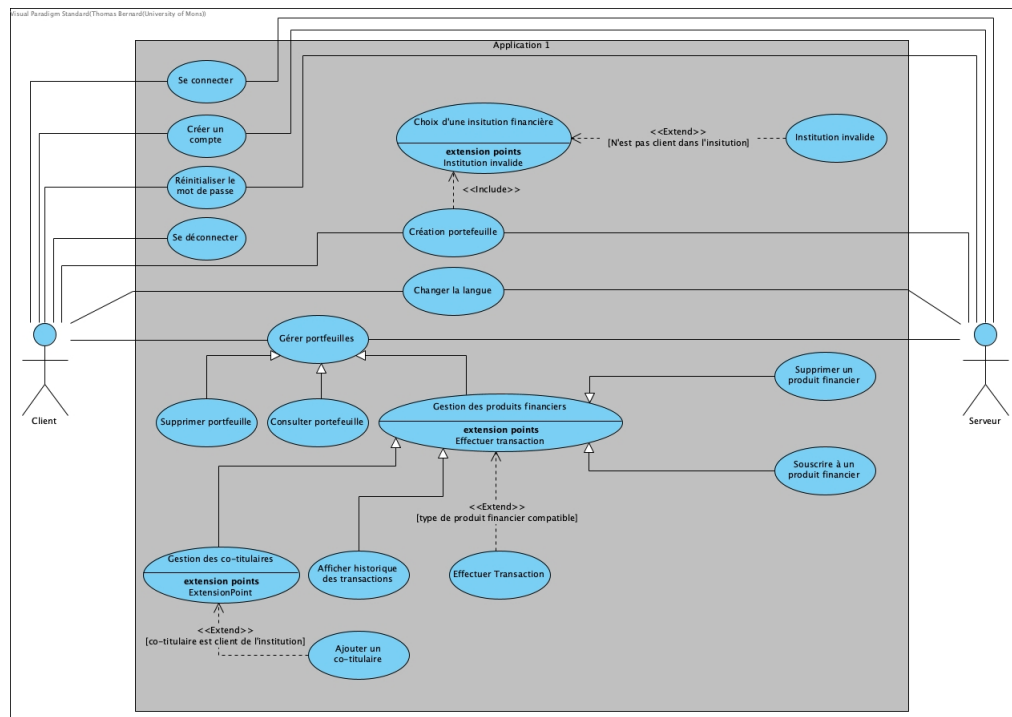 Visual Paradigm Standard(Thomas Bernard(University of Mons))
Application 1
Se connecter
Créer un
compte
Réinitialiser le
mot de passe
Se déconnecter
Choix d'une insitution financière
extension points
Institution invalide
<<Extend>>
[N'est pas client dans l'insitution]
Institution invalide
<<Include>>
Création portefeuille
Changer la langue
Gérer portfeuilles
Client
Serveur
Supprimer portfeuille
Consulter portefeuille
Gestion des produits financiers
extension points
Effectuer transaction
Supprimer un
produit financier
Souscrire à un
produit financier
<<Extend>>
[type de produit financier compatible]
Gestion des co-titulaires
extension points
ExtensionPoint
Afficher historique
des transactions
Effectuer Transaction
<<Extend>>
[co-titulaire est client de l'institution]
Ajouter un
co-titulaire